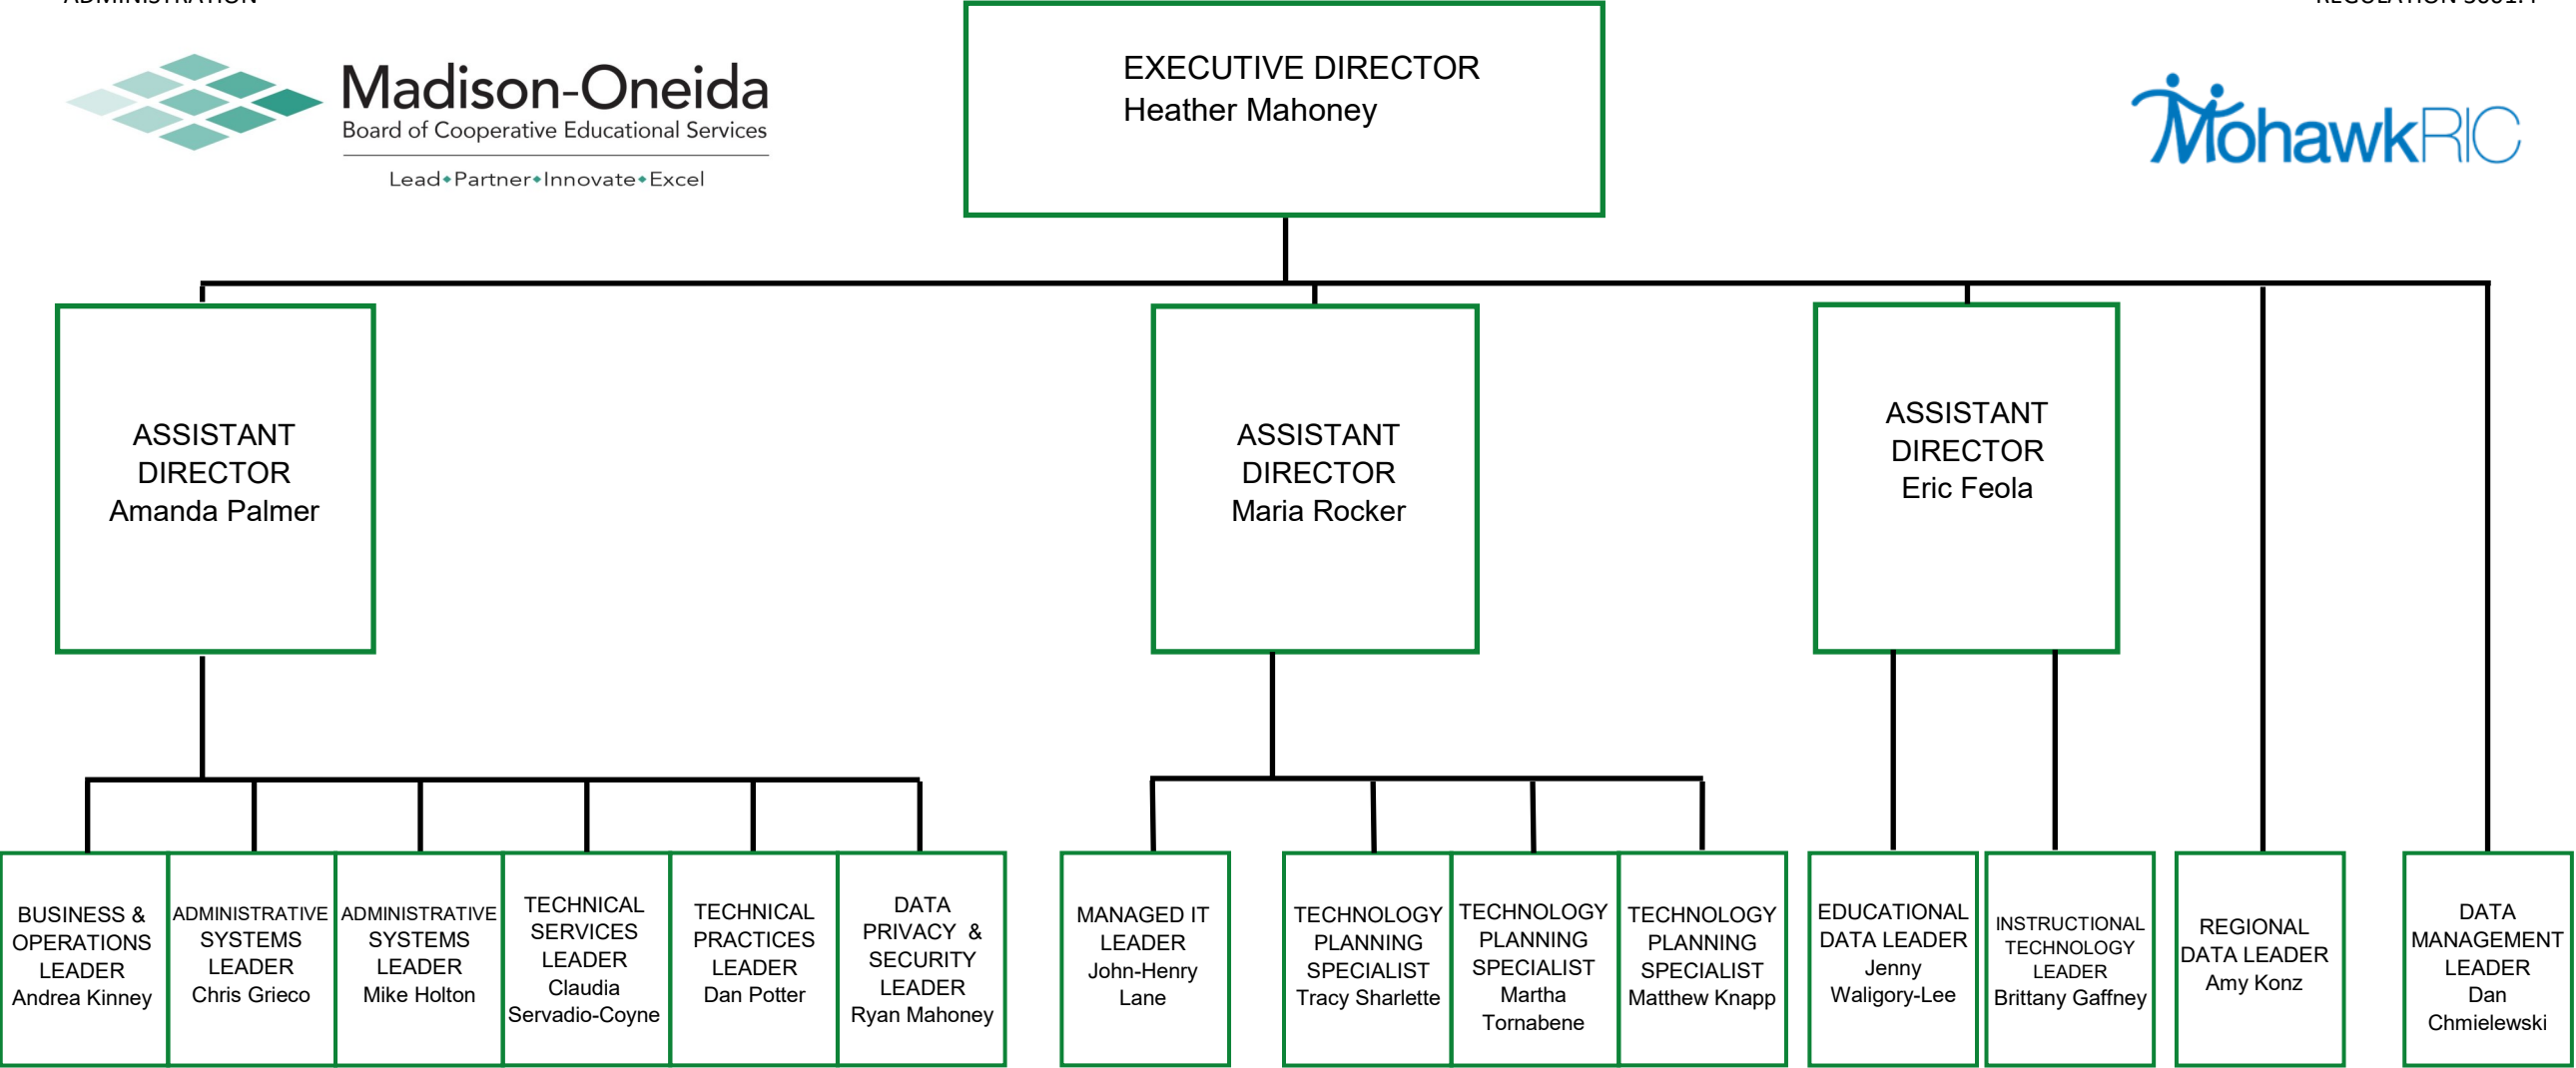 ADMINISTRATION
EXECUTIVE DIRECTOR
Heather Mahoney
Madison-Oneida
Board of Cooperative Educational Services
Lead◆Partner◆Innovate◆Excel
MohawkRIC
ASSISTANT
DIRECTOR
Amanda Palmer
ASSISTANT
DIRECTOR
Maria Rocker
ASSISTANT
DIRECTOR
Eric Feola
BUSINESS &
OPERATIONS
LEADER
Andrea Kinney
ADMINISTRATIVE
SYSTEMS
LEADER
Chris Grieco
ADMINISTRATIVE
SYSTEMS
LEADER
Mike Holton
TECHNICAL
SERVICES
LEADER
Claudia
Servadio-Coyne
TECHNICAL
PRACTICES
LEADER
Dan Potter
DATA
PRIVACY &
SECURITY
LEADER
Ryan Mahoney
MANAGED IT
LEADER
John-Henry
Lane
TECHNOLOGY
PLANNING
SPECIALIST
Tracy Sharlette
TECHNOLOGY
PLANNING
SPECIALIST
Martha
Tornabene
TECHNOLOGY
PLANNING
SPECIALIST
Matthew Knapp
EDUCATIONAL
DATA LEADER
Jenny
Waligory-Lee
INSTRUCTIONAL
TECHNOLOGY
LEADER
Brittany Gaffney
REGIONAL
DATA LEADER
Amy Konz
DATA
MANAGEMENT
LEADER
Dan
Chmielewski